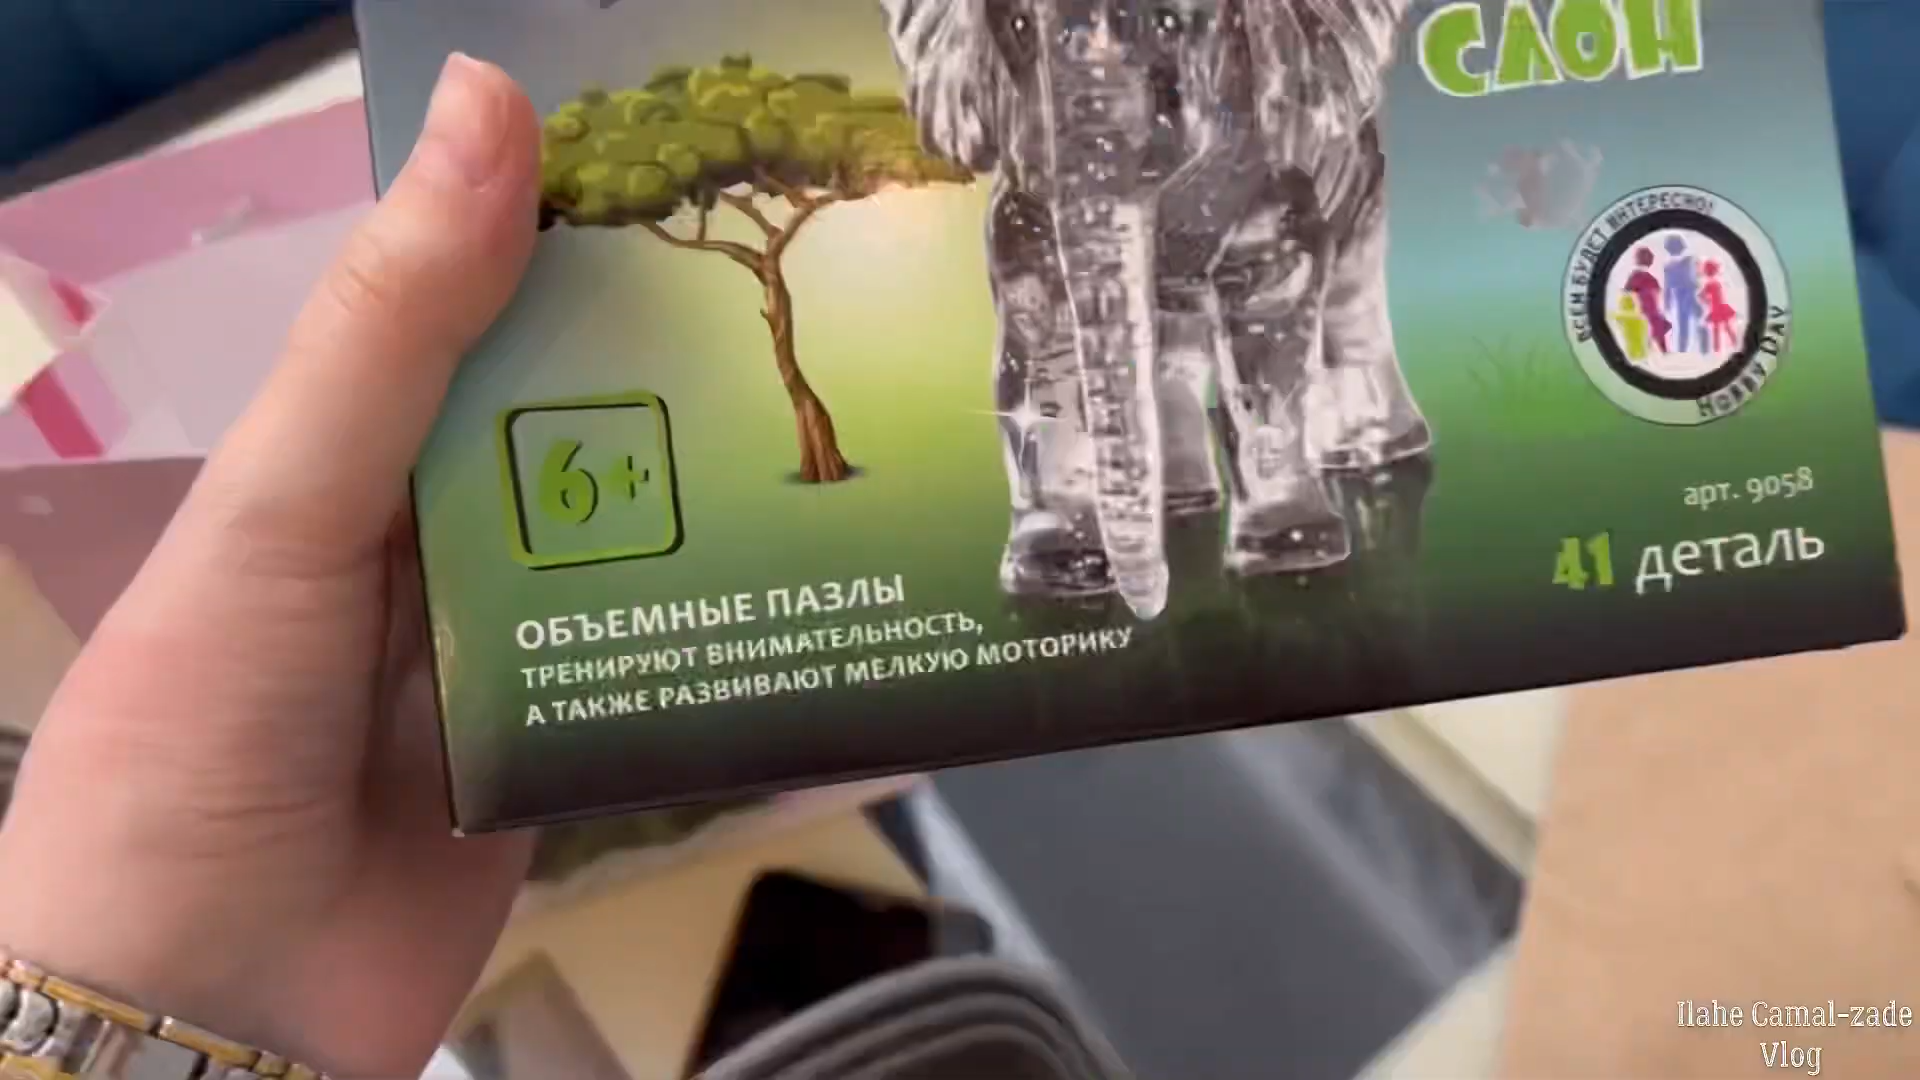 СЛОН
ВСЕМ БУДЕТ ИНТЕРЕСНО!
HOBBY DAY
6+
арт. 9058
41 деталь
ОБЪЕМНЫЕ ПАЗЛЫ
ТРЕНИРУЮТ ВНИМАТЕЛЬНОСТЬ,
А ТАКЖЕ РАЗВИВАЮТ МЕЛКУЮ МОТОРИКУ
Ilahe Camal-zade
Vlog